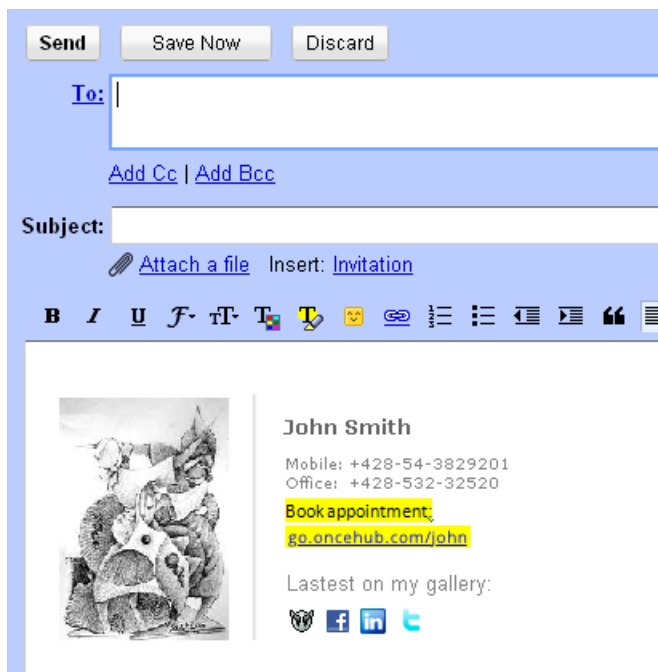 Send Save Now Discard
To:
Add Cc | Add Bcc
Subject:
Attach a file Insert: Invitation
B I U F T T T
John Smith
Mobile: +428-54-3829201
Office: +428-532-32520
Book appointment:
go.oncehub.com/john
Lastest on my gallery: